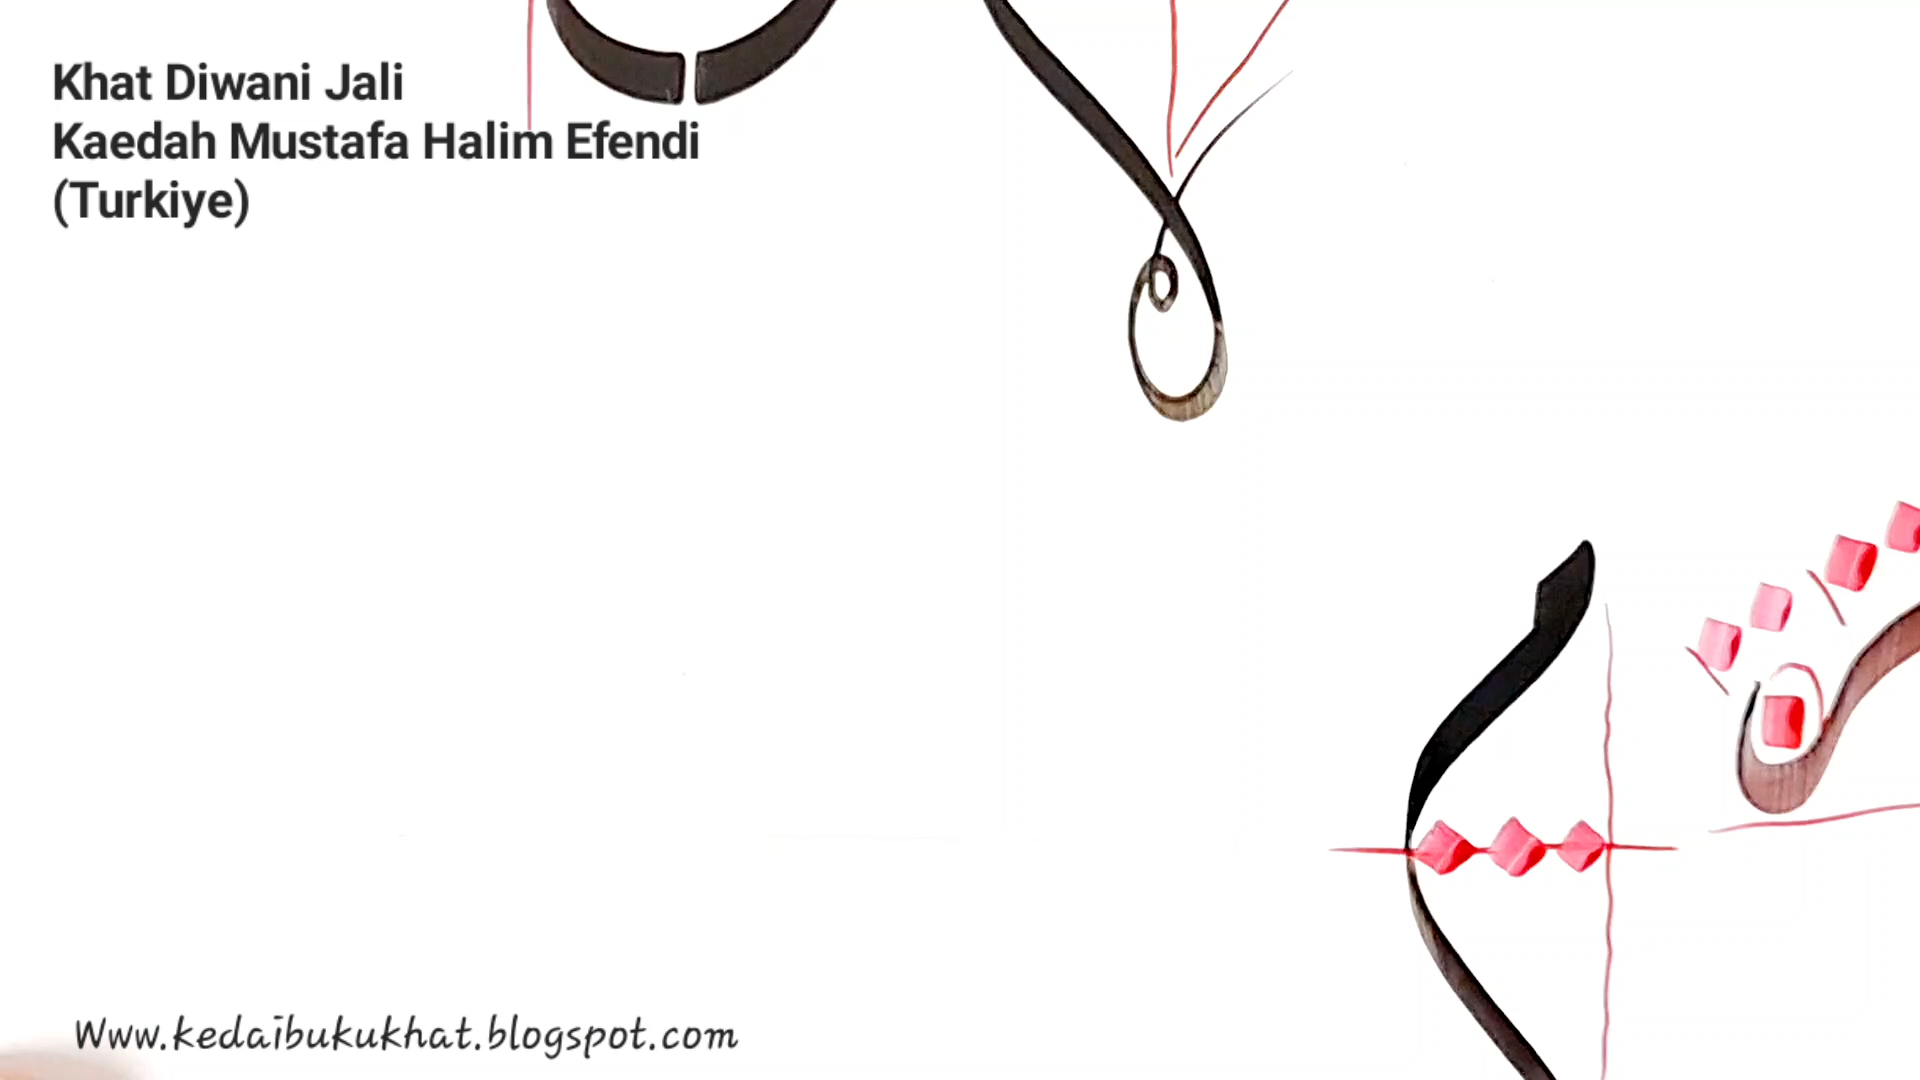 Khat Diwani Jali
Kaedah Mustafa Halim Efendi
(Turkiye)
Www.kedaibukukhat.blogspot.com